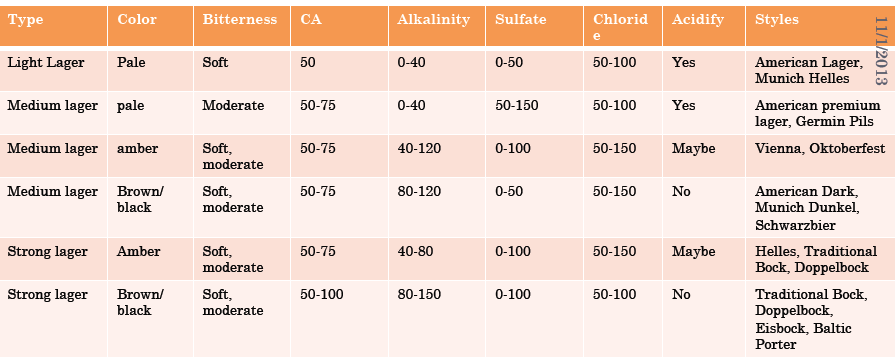 Type Color Bitterness CA Alkalinity Sulfate Chlorid
e Acidify Styles
11/1/2013
Light Lager Pale Soft 50 0-40 0-50 50-100 Yes American Lager,
Munich Helles
Medium lager pale Moderate 50-75 0-40 50-150 50-100 Yes American premium
lager, Germin Pils
Medium lager amber Soft,
moderate 50-75 40-120 0-100 50-150 Maybe Vienna, Oktoberfest
Medium lager Brown/
black Soft,
moderate 50-75 80-120 0-50 50-150 No American Dark,
Munich Dunkel,
Schwarzbier
Strong lager Amber Soft,
moderate 50-75 40-80 0-100 50-150 Maybe Helles, Traditional
Bock, Doppelbock
Strong lager Brown/
black Soft,
moderate 50-100 80-150 0-100 50-100 No Traditional Bock,
Doppelbock,
Eisbock, Baltic
Porter